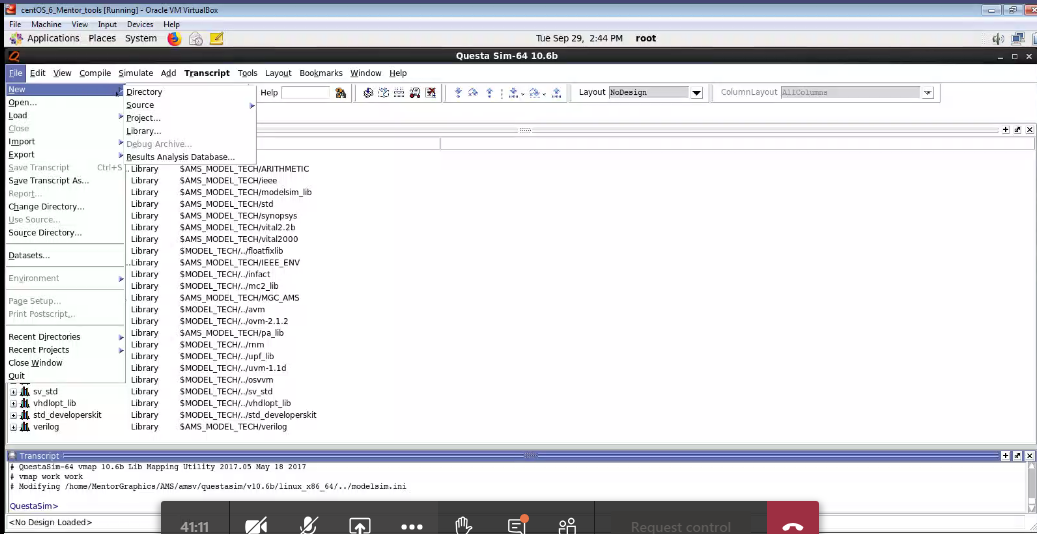 centOS_6_Mentor_tools [Running] - Oracle VM VirtualBox
File Machine View Input Devices Help
Applications Places System Tue Sep 29, 2:44 PM root
Questa Sim-64 10.6b
File Edit View Compile Simulate Add Transcript Tools Layout Bookmarks Window Help
New
Open...
Load
Close
Import
Export
Save Transcript Ctrl+S
Save Transcript As...
Report...
Change Directory...
Use Source...
Source Directory...
Datasets...
Environment
Page Setup...
Print Postscript...
Recent Directories
Recent Projects
Close Window
Quit
Directory
Source
Project...
Library...
Debug Archive...
Results Analysis Database...
Help Layout NoDesign ColumnLayout AllColumns
Library $AMS_MODEL_TECH/ARITHMETIC
Library $AMS_MODEL_TECH/ieee
Library $AMS_MODEL_TECH/modelsim_lib
Library $AMS_MODEL_TECH/std
Library $AMS_MODEL_TECH/synopsys
Library $AMS_MODEL_TECH/vital2.2b
Library $AMS_MODEL_TECH/vital2000
Library $MODEL_TECH/../floatfixlib
Library $AMS_MODEL_TECH/IEEE_ENV
Library $MODEL_TECH/../infact
Library $MODEL_TECH/../mc2_lib
Library $AMS_MODEL_TECH/MGC_AMS
Library $MODEL_TECH/../avm
Library $MODEL_TECH/../ovm-2.1.2
Library $AMS_MODEL_TECH/pa_lib
Library $MODEL_TECH/../rnm
Library $MODEL_TECH/../upf_lib
Library $MODEL_TECH/../uvm-1.1d
Library $MODEL_TECH/../osvvm
sv_std Library $MODEL_TECH/../sv_std
vhdlopt_lib Library $MODEL_TECH/../vhdlopt_lib
std_developerskit Library $MODEL_TECH/../std_developerskit
verilog Library $AMS_MODEL_TECH/verilog
Transcript
# QuestaSim-64 vmap 10.6b Lib Mapping Utility 2017.05 May 18 2017
# vmap work work
# Modifying /home/MentorGraphics/AMS/amsv/questasim/v10.6b/linux_x86_64/../modelsim.ini
QuestaSim>
<No Design Loaded>
41:11 Request control